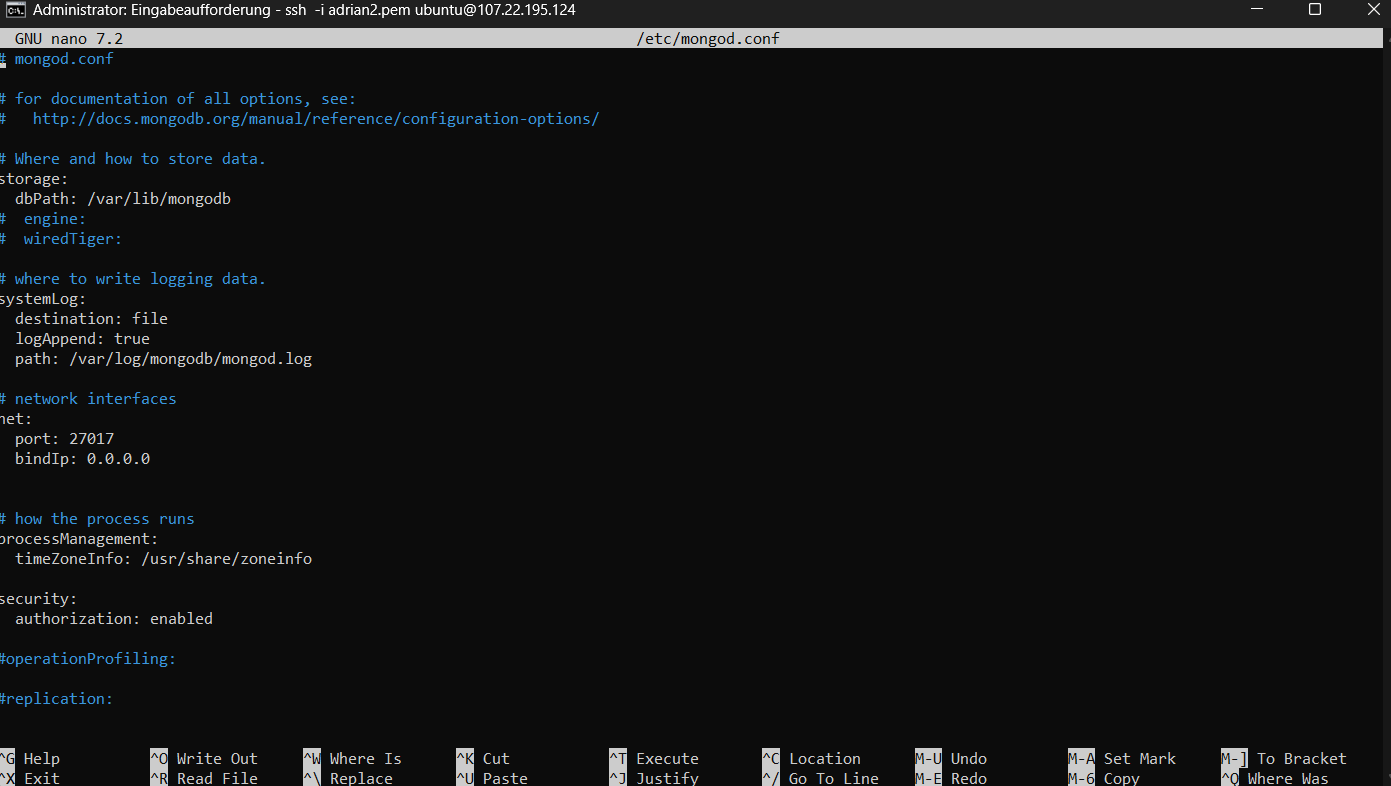 Administrator: Eingabeaufforderung - ssh -i adrian2.pem ubuntu@107.22.195.124
GNU nano 7.2 /etc/mongod.conf
# mongod.conf
# for documentation of all options, see:
#   http://docs.mongodb.org/manual/reference/configuration-options/
# Where and how to store data.
storage:
  dbPath: /var/lib/mongodb
#  engine:
#  wiredTiger:
# where to write logging data.
systemLog:
  destination: file
  logAppend: true
  path: /var/log/mongodb/mongod.log
# network interfaces
net:
  port: 27017
  bindIp: 0.0.0.0
# how the process runs
processManagement:
  timeZoneInfo: /usr/share/zoneinfo
security:
  authorization: enabled
#operationProfiling:
#replication:
^G Help ^O Write Out ^W Where Is ^K Cut ^T Execute ^C Location M-U Undo M-A Set Mark M-] To Bracket
^X Exit ^R Read File ^\ Replace ^U Paste ^J Justify ^/ Go To Line M-E Redo M-6 Copy ^Q Where Was